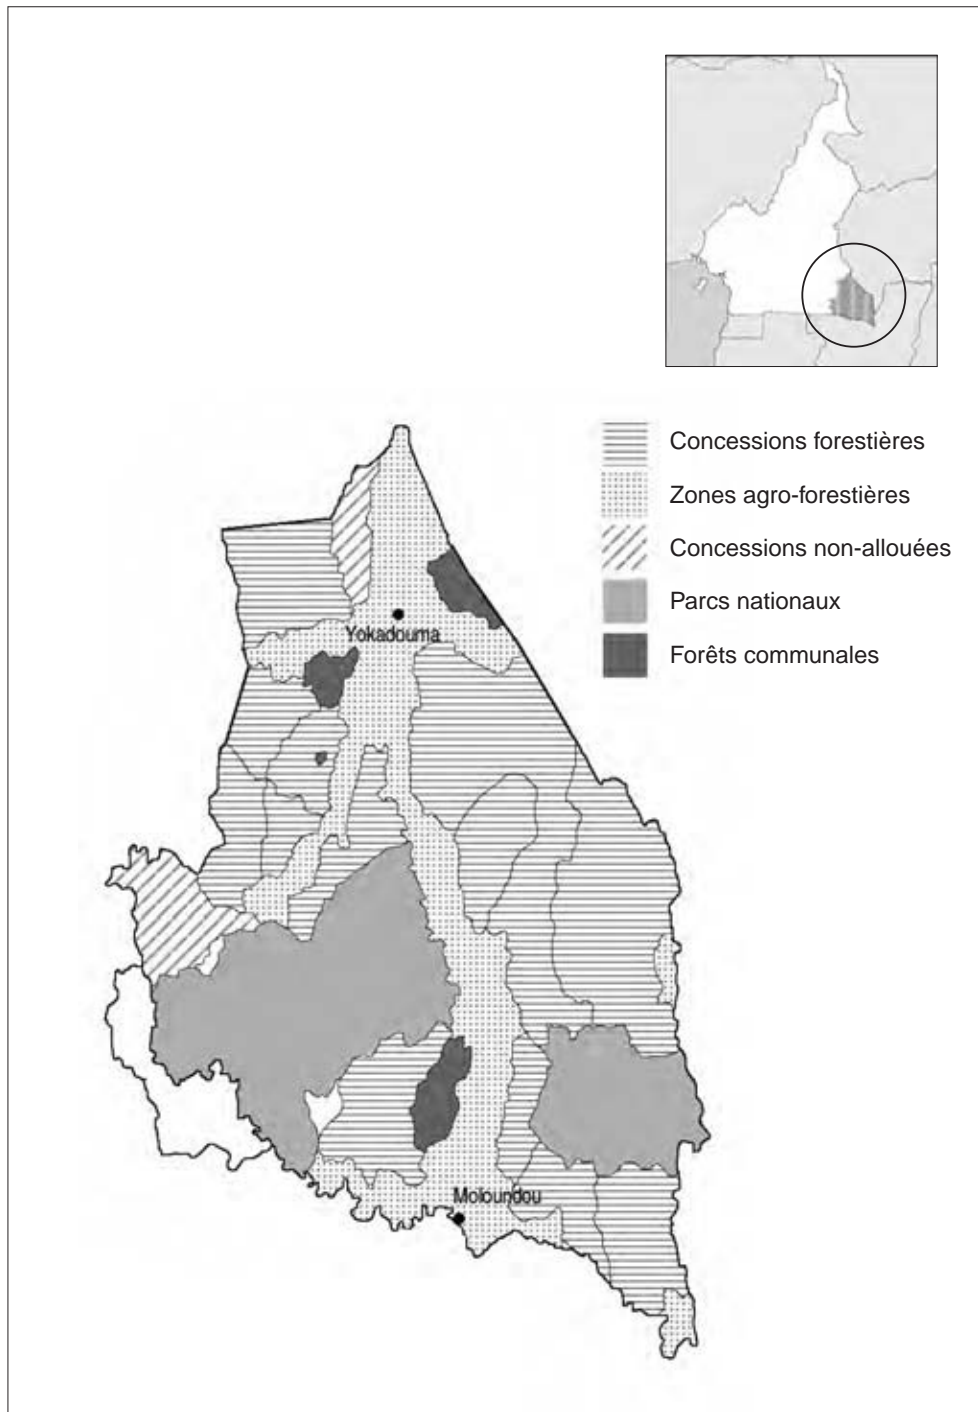 Concessions forestières
Zones agro-forestières
Concessions non-allouées
Parcs nationaux
Forêts communales
Yokadouma
Moloundou